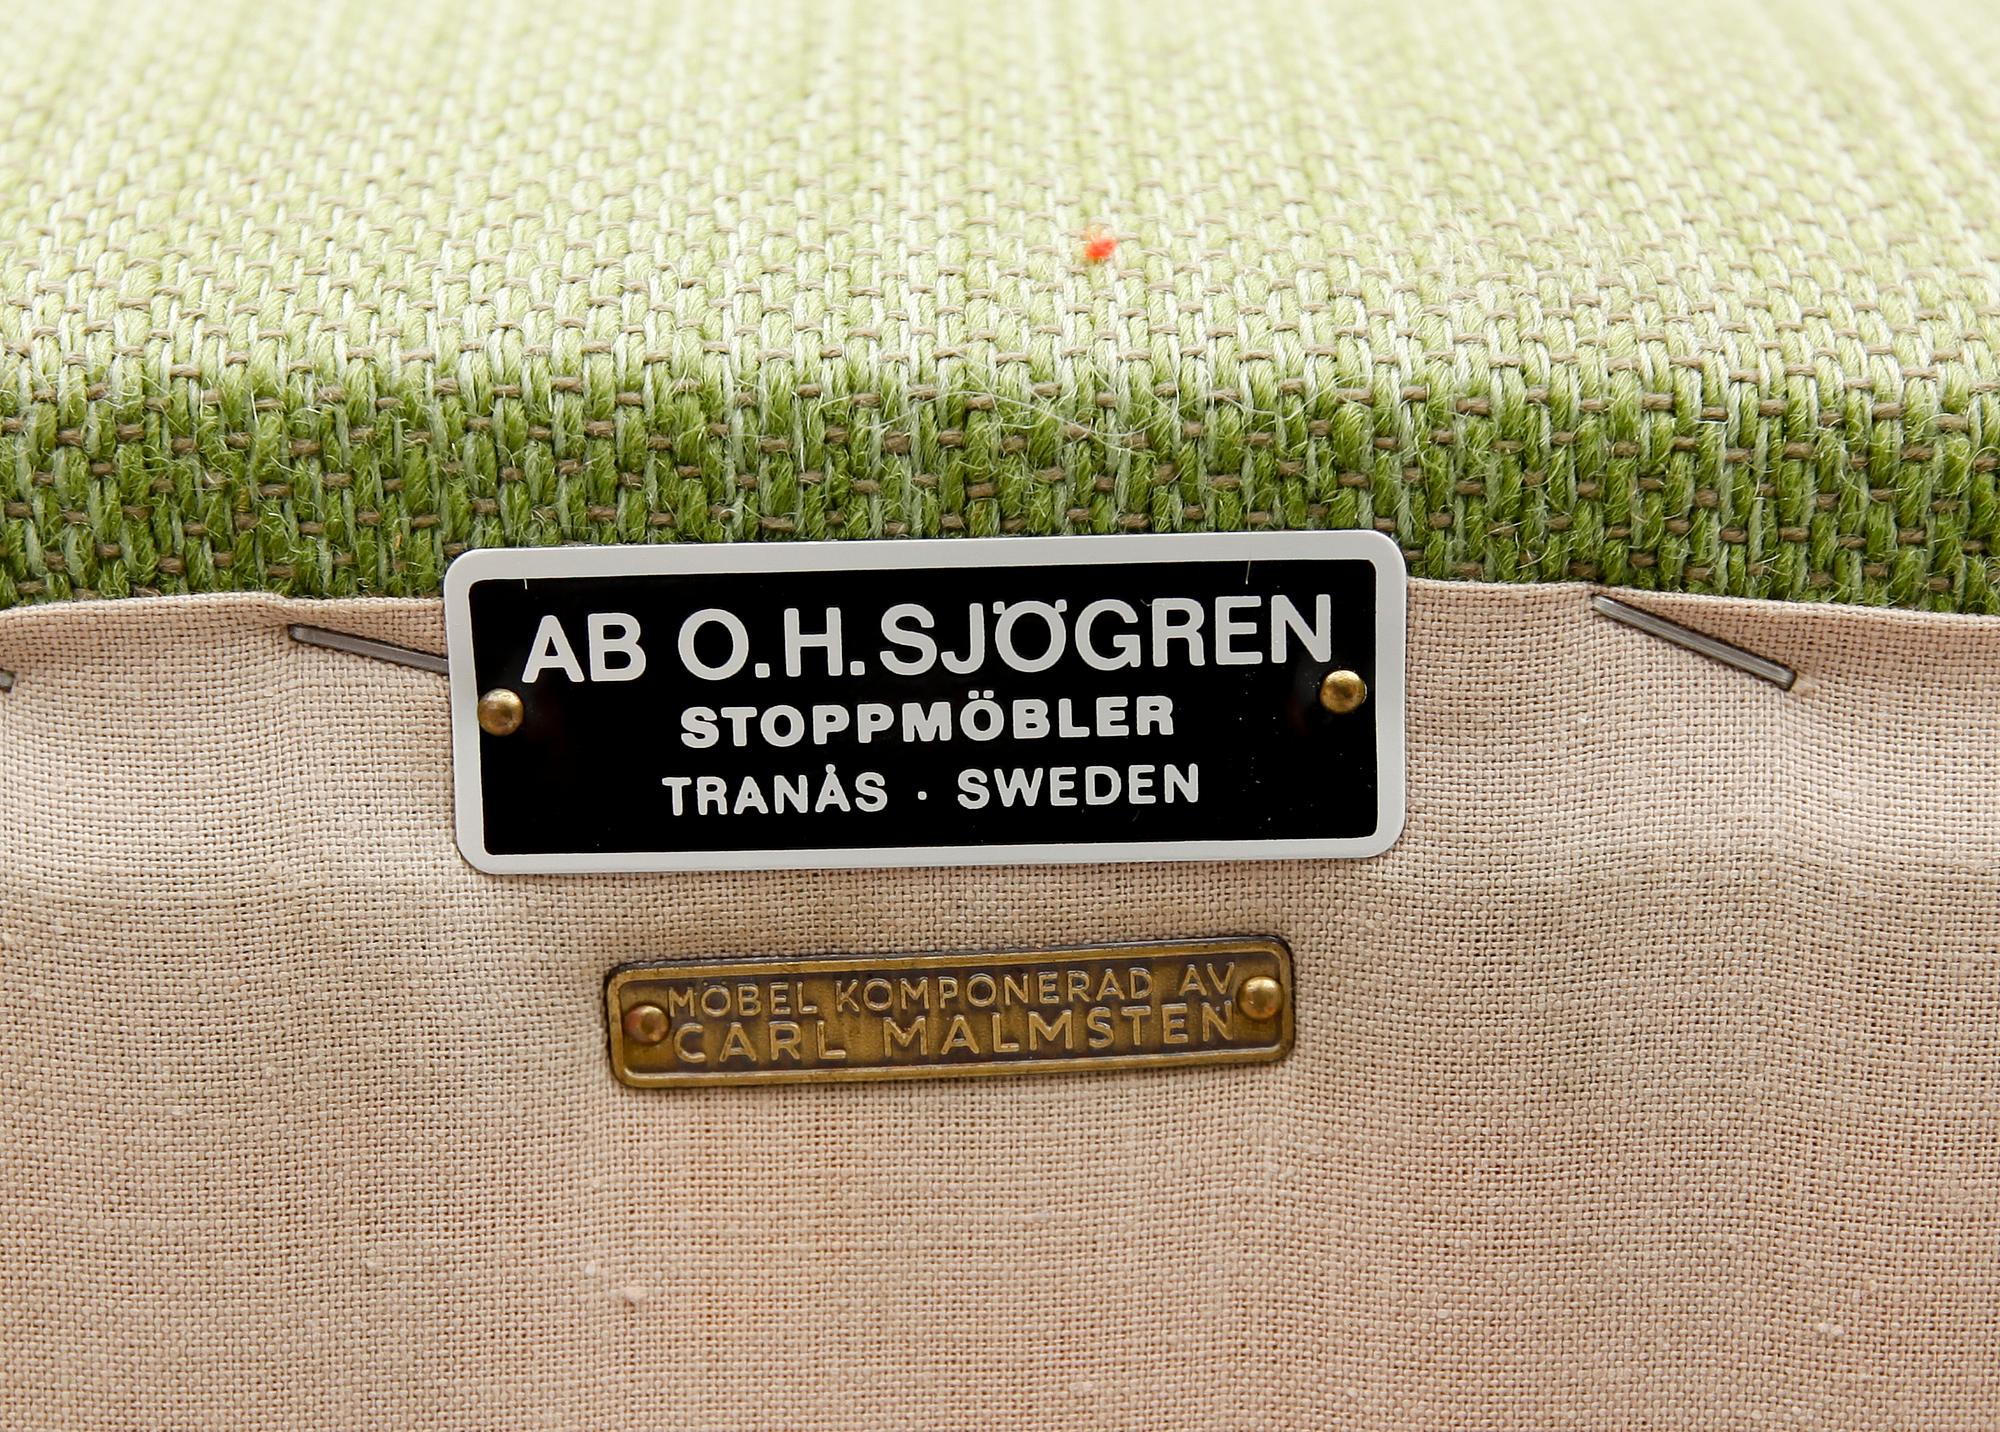 AB O.H. SJÖGREN
STOPPMÖBLER
TRANÅS · SWEDEN
MÖBEL KOMPONERAD AV
CARL MALMSTEN